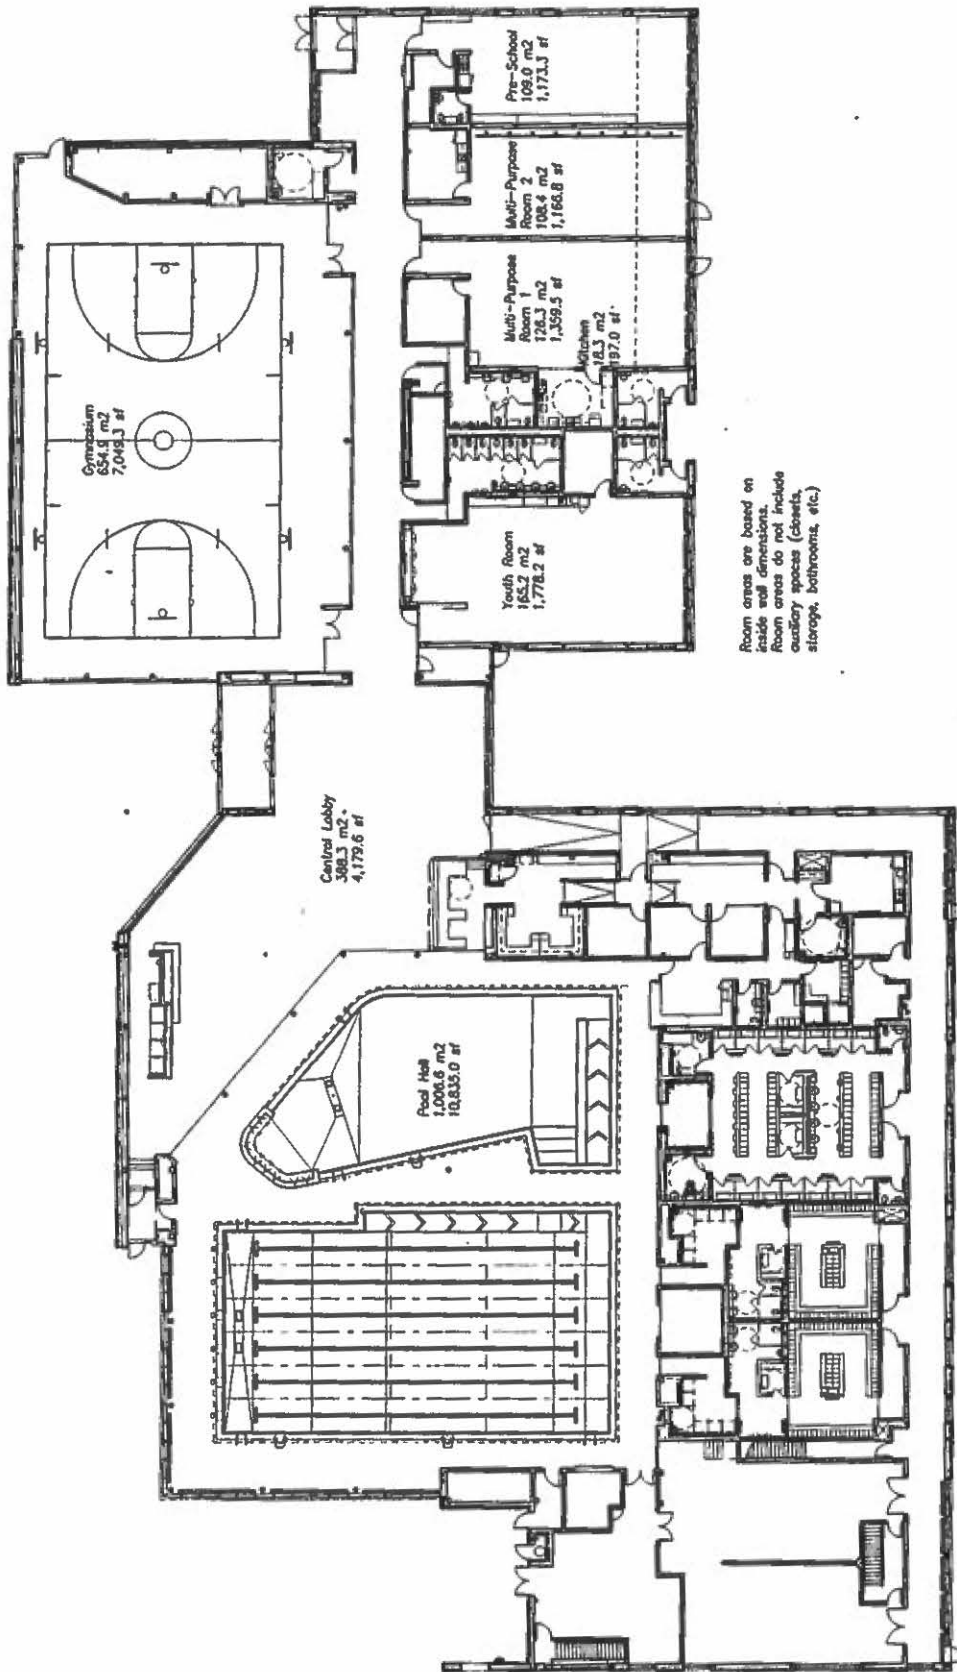 Pre-School
109.0 m2
1,173.3 sf
Multi-Purpose
Room 2
108.4 m2
1,166.8 sf
Multi-Purpose
Room 1
126.3 m2
1,359.5 sf
Kitchen
18.3 m2
197.0 sf
Gymnasium
654.9 m2
7,049.3 sf
Youth Room
165.2 m2
1,778.2 sf
Central Lobby
388.3 m2
4,179.6 sf
Pool Hall
1,006.6 m2
10,835.0 sf
Room areas are based on
inside wall dimensions.
Room areas do not include
auxiliary spaces (closets,
storage, bathrooms, etc.)